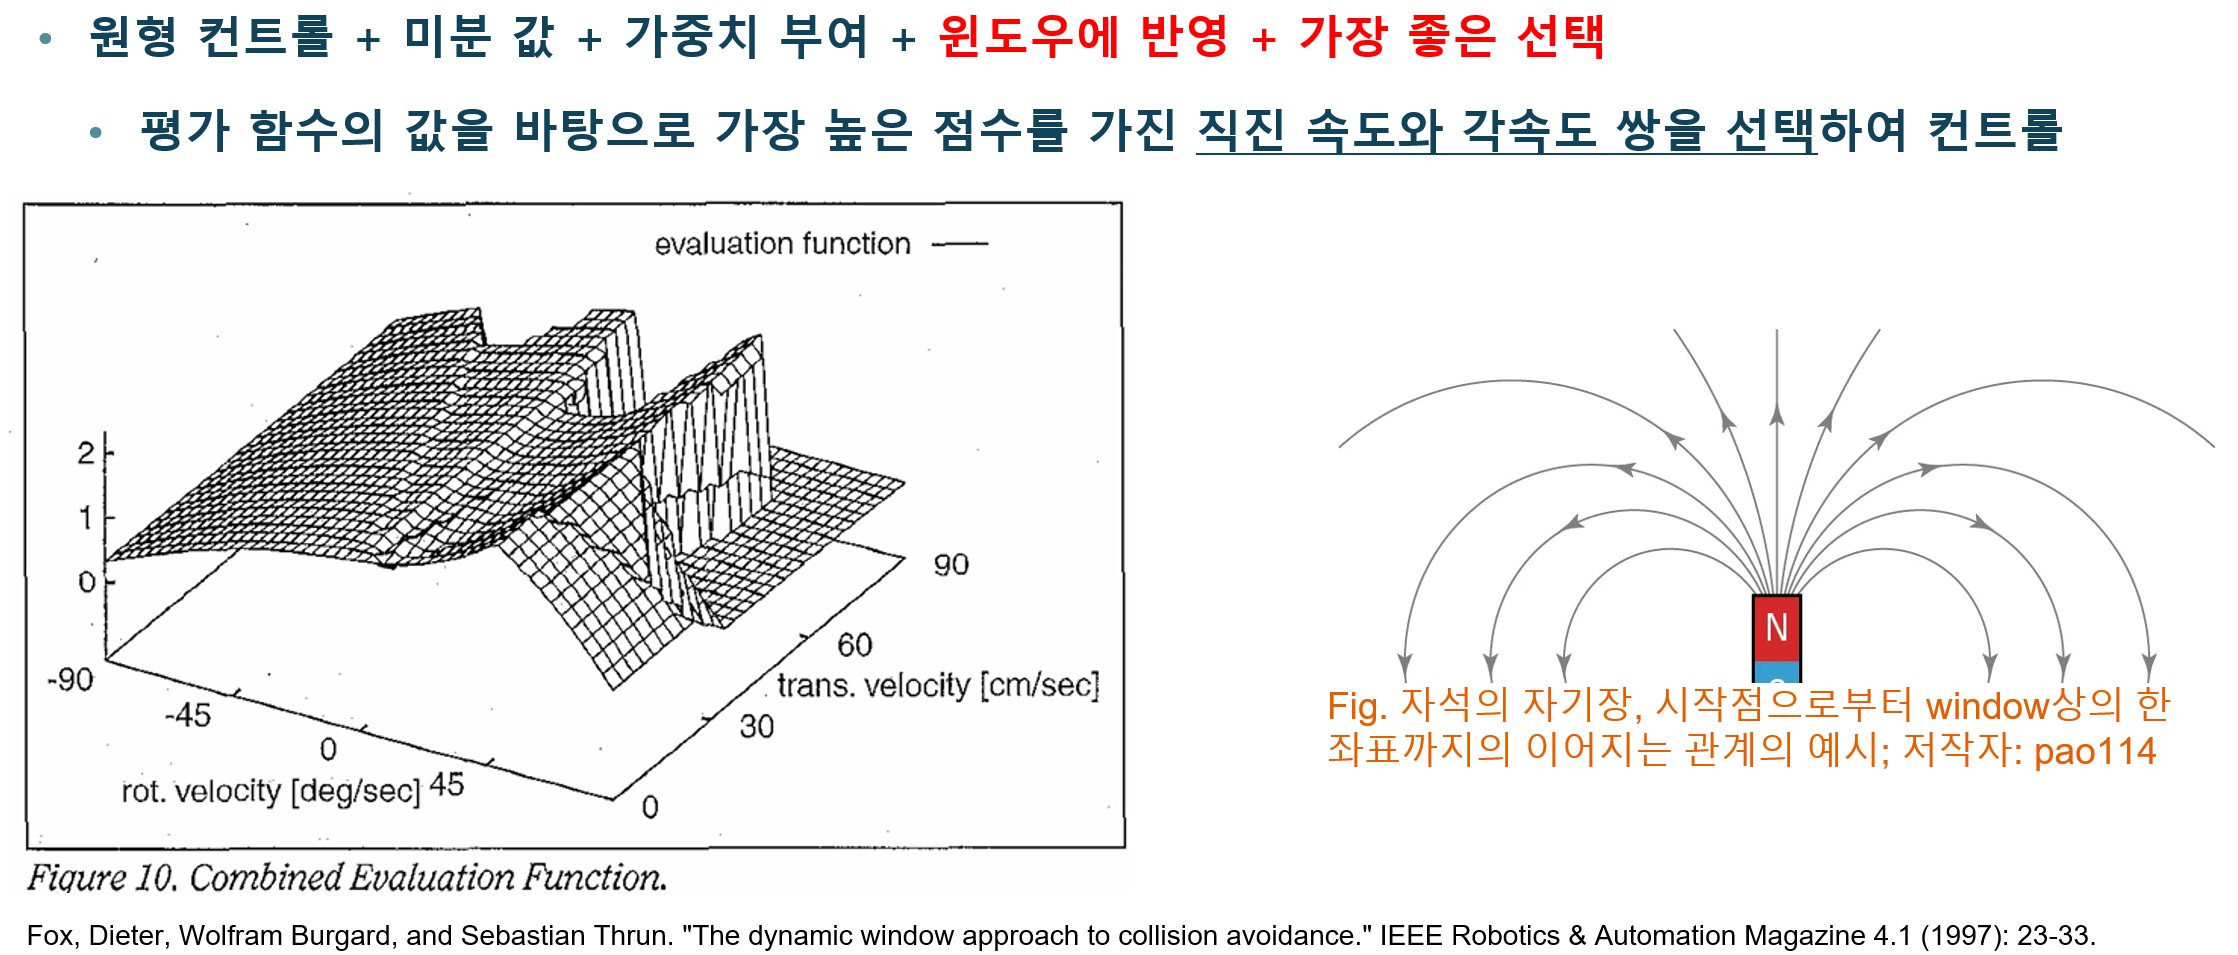 • 원형 컨트롤 + 미분 값 + 가중치 부여 + 윈도우에 반영 + 가장 좋은 선택
• 평가 함수의 값을 바탕으로 가장 높은 점수를 가진 직진 속도와 각속도 쌍을 선택하여 컨트롤
evaluation function
2
1
0
-90
-45
0
45
rot. velocity [deg/sec]
90
60
30
0
trans. velocity [cm/sec]
Figure 10. Combined Evaluation Function.
N
Fig. 자석의 자기장, 시작점으로부터 window상의 한
좌표까지의 이어지는 관계의 예시; 저작자: pao114
Fox, Dieter, Wolfram Burgard, and Sebastian Thrun. "The dynamic window approach to collision avoidance." IEEE Robotics & Automation Magazine 4.1 (1997): 23-33.